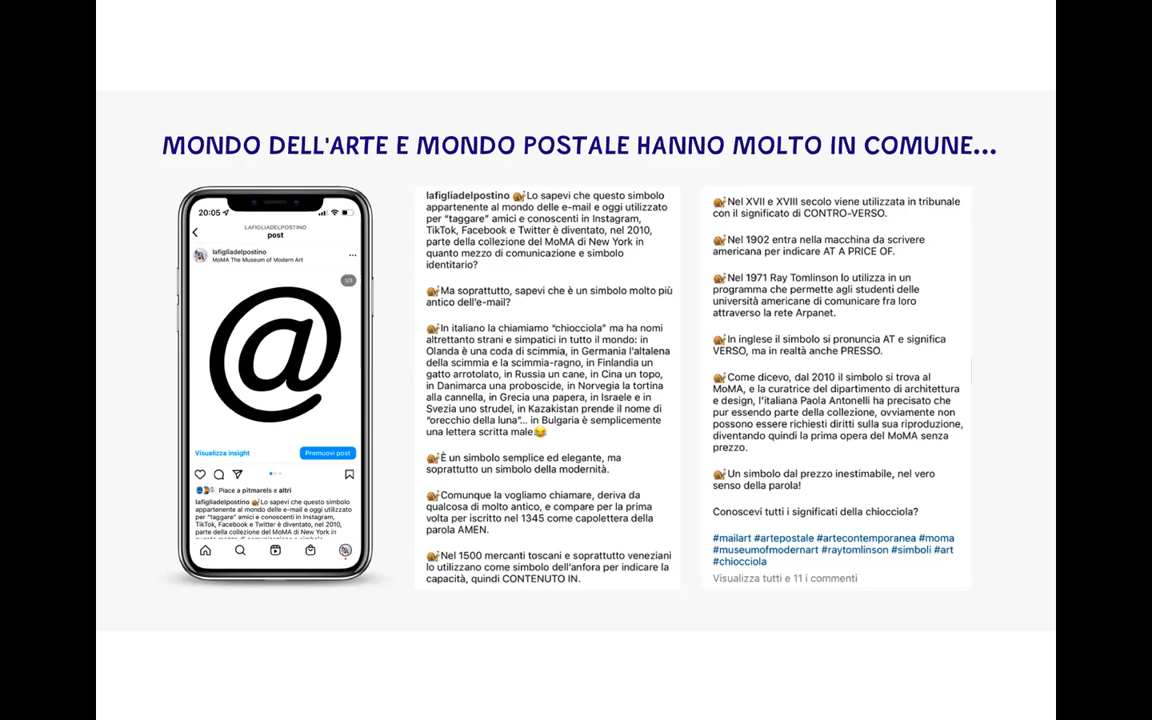 MONDO DELL'ARTE E MONDO POSTALE HANNO MOLTO IN COMUNE...
20:05
LAFIGLIADELPOSTINO
post
lafigliadelpostino
MoMA The Museum of Modern Art
1/3
@
Visualizza insight
Promuovi post
Piace a pitmarels e altri
lafigliadelpostino 🐌Lo sapevi che questo simbolo
appartenente al mondo delle e-mail e oggi utilizzato
per "taggare" amici e conoscenti in Instagram,
TikTok, Facebook e Twitter è diventato, nel 2010,
parte della collezione del MoMA di New York in
lafigliadelpostino 🐌Lo sapevi che questo simbolo
appartenente al mondo delle e-mail e oggi utilizzato
per "taggare" amici e conoscenti in Instagram,
TikTok, Facebook e Twitter è diventato, nel 2010,
parte della collezione del MoMA di New York in
quanto mezzo di comunicazione e simbolo
identitario?
🐌Ma soprattutto, sapevi che è un simbolo molto più
antico dell'e-mail?
🐌In italiano la chiamiamo "chiocciola" ma ha nomi
altrettanto strani e simpatici in tutto il mondo: in
Olanda è una coda di scimmia, in Germania l'altalena
della scimmia e la scimmia-ragno, in Finlandia un
gatto arrotolato, in Russia un cane, in Cina un topo,
in Danimarca una proboscide, in Norvegia la tortina
alla cannella, in Grecia una papera, in Israele e in
Svezia uno strudel, in Kazakistan prende il nome di
"orecchio della luna"... in Bulgaria è semplicemente
una lettera scritta male😂
🐌È un simbolo semplice ed elegante, ma
soprattutto un simbolo della modernità.
🐌Comunque la vogliamo chiamare, deriva da
qualcosa di molto antico, e compare per la prima
volta per iscritto nel 1345 come capolettera della
parola AMEN.
🐌Nel 1500 mercanti toscani e soprattutto veneziani
lo utilizzano come simbolo dell'anfora per indicare la
capacità, quindi CONTENUTO IN.
🐌Nel XVII e XVIII secolo viene utilizzata in tribunale
con il significato di CONTRO-VERSO.
🐌Nel 1902 entra nella macchina da scrivere
americana per indicare AT A PRICE OF.
🐌Nel 1971 Ray Tomlinson lo utilizza in un
programma che permette agli studenti delle
università americane di comunicare fra loro
attraverso la rete Arpanet.
🐌In inglese il simbolo si pronuncia AT e significa
VERSO, ma in realtà anche PRESSO.
🐌Come dicevo, dal 2010 il simbolo si trova al
MoMA, e la curatrice del dipartimento di architettura
e design, l'italiana Paola Antonelli ha precisato che
pur essendo parte della collezione, ovviamente non
possono essere richiesti diritti sulla sua riproduzione,
diventando quindi la prima opera del MoMA senza
prezzo.
🐌Un simbolo dal prezzo inestimabile, nel vero
senso della parola!
Conoscevi tutti i significati della chiocciola?
#mailart #artepostale #artecontemporanea #moma
#museumofmodernart #raytomlinson #simboli #art
#chiocciola
Visualizza tutti e 11 i commenti